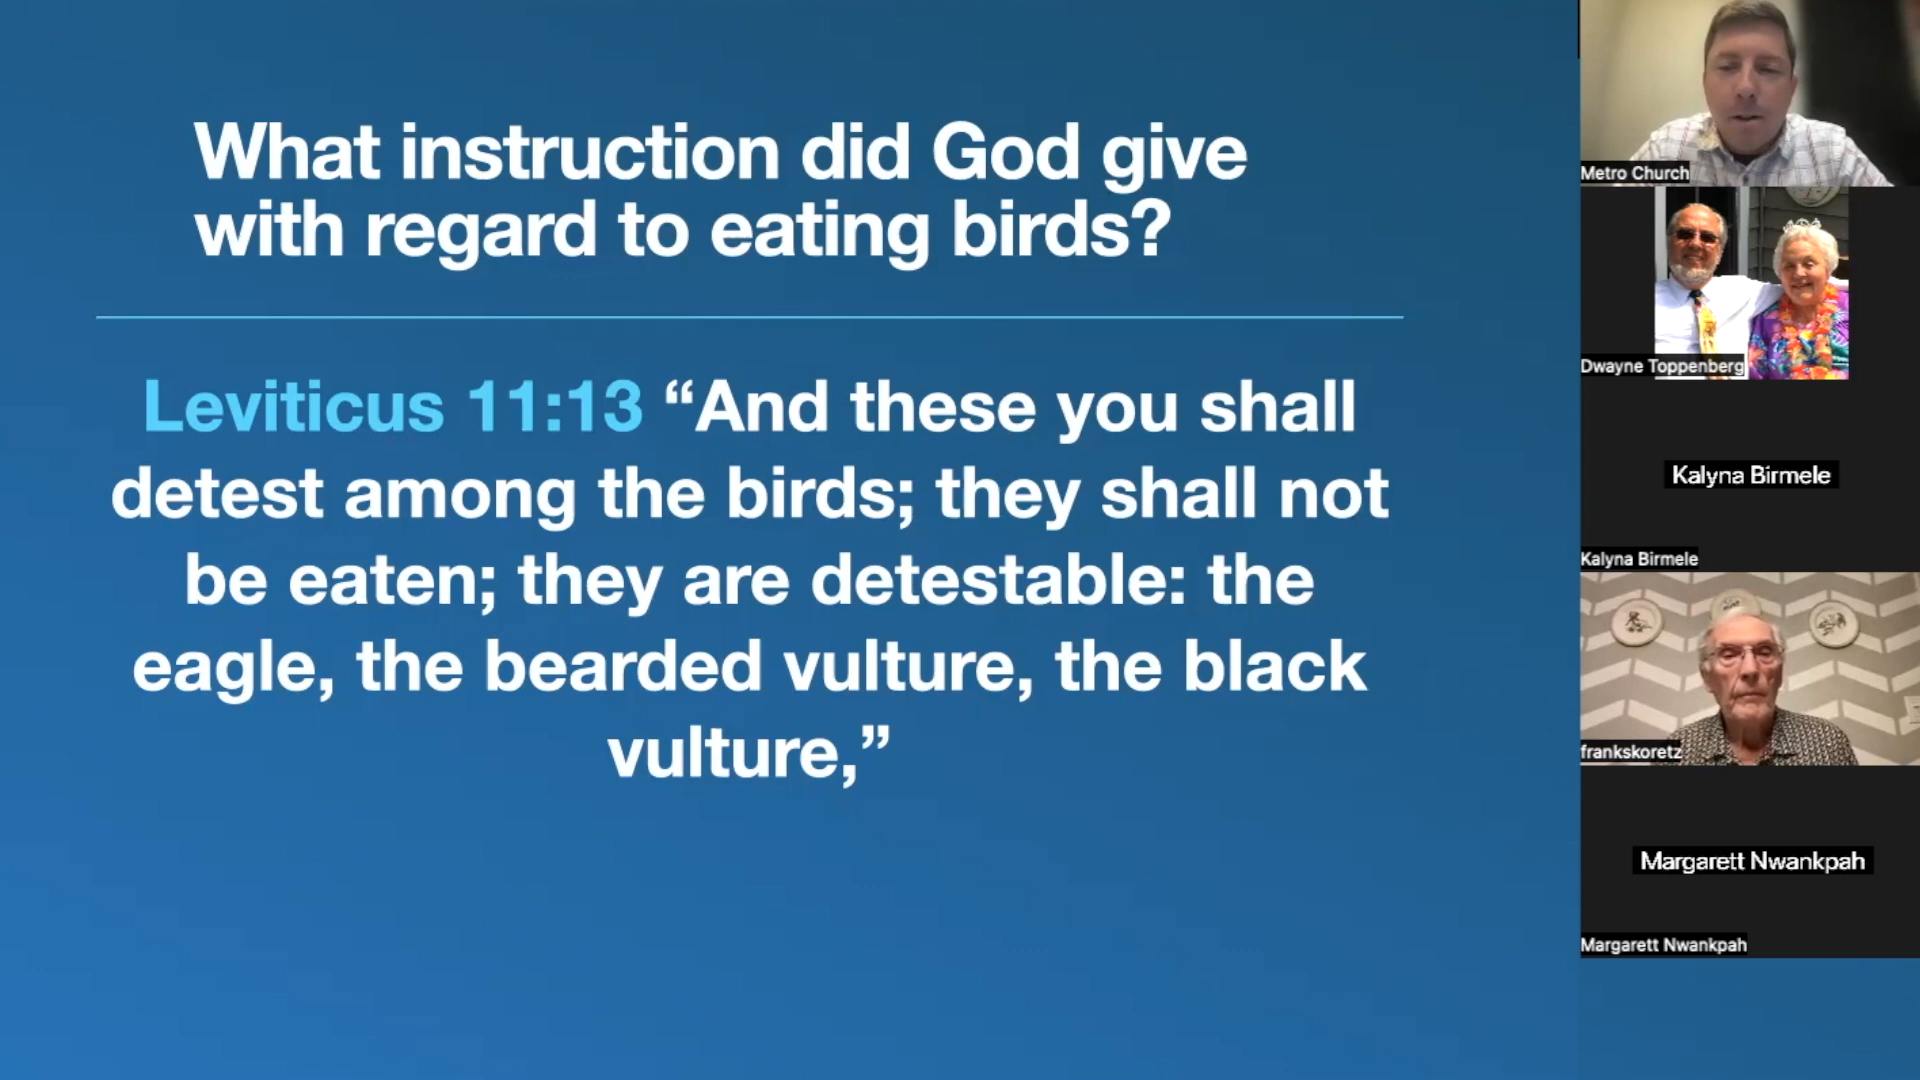 What instruction did God give
with regard to eating birds?
Leviticus 11:13 “And these you shall
detest among the birds; they shall not
be eaten; they are detestable: the
eagle, the bearded vulture, the black
vulture,”
Metro Church
Dwayne Toppenberg
Kalyna Birmele
Kalyna Birmele
frankskoretz
Margarett Nwankpah
Margarett Nwankpah